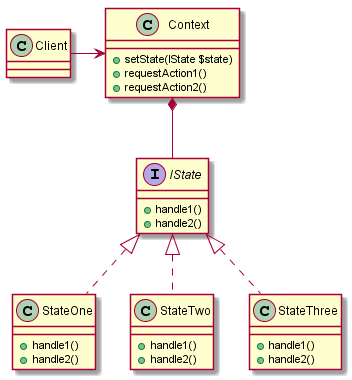 C Client
C Context
setState(IState $state)
requestAction1()
requestAction2()
I IState
handle1()
handle2()
C StateOne
handle1()
handle2()
C StateTwo
handle1()
handle2()
C StateThree
handle1()
handle2()